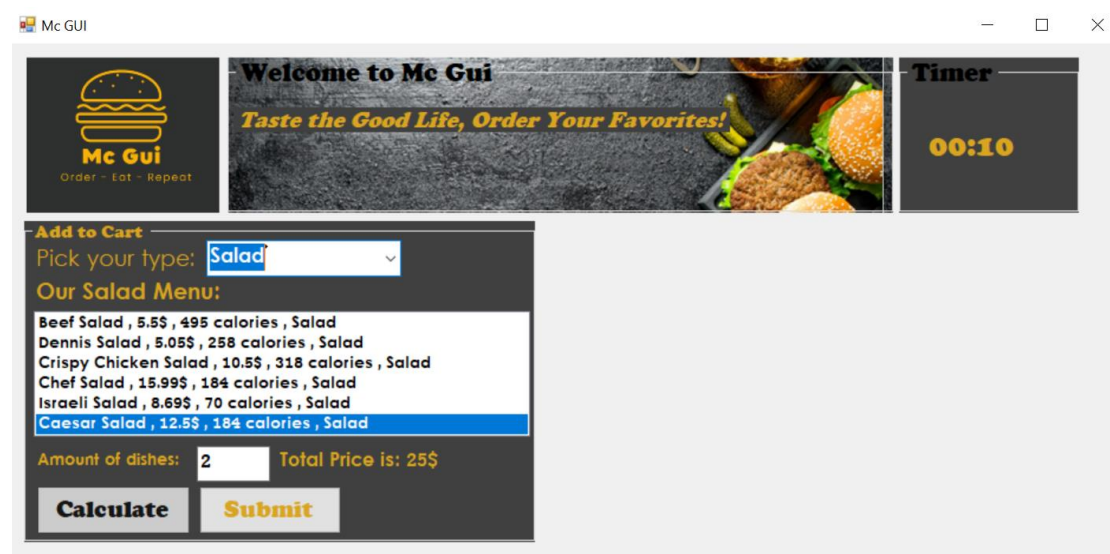 Mc GUI
Mc Gui
Order - Eat - Repeat
Welcome to Mc Gui
Taste the Good Life, Order Your Favorites!
Timer
00:10
Add to Cart
Pick your type: Salad
Our Salad Menu:
Beef Salad , 5.5$ , 495 calories , Salad
Dennis Salad , 5.05$ , 258 calories , Salad
Crispy Chicken Salad , 10.5$ , 318 calories , Salad
Chef Salad , 15.99$ , 184 calories , Salad
Israeli Salad , 8.69$ , 70 calories , Salad
Caesar Salad , 12.5$ , 184 calories , Salad
Amount of dishes: 2 Total Price is: 25$
Calculate Submit